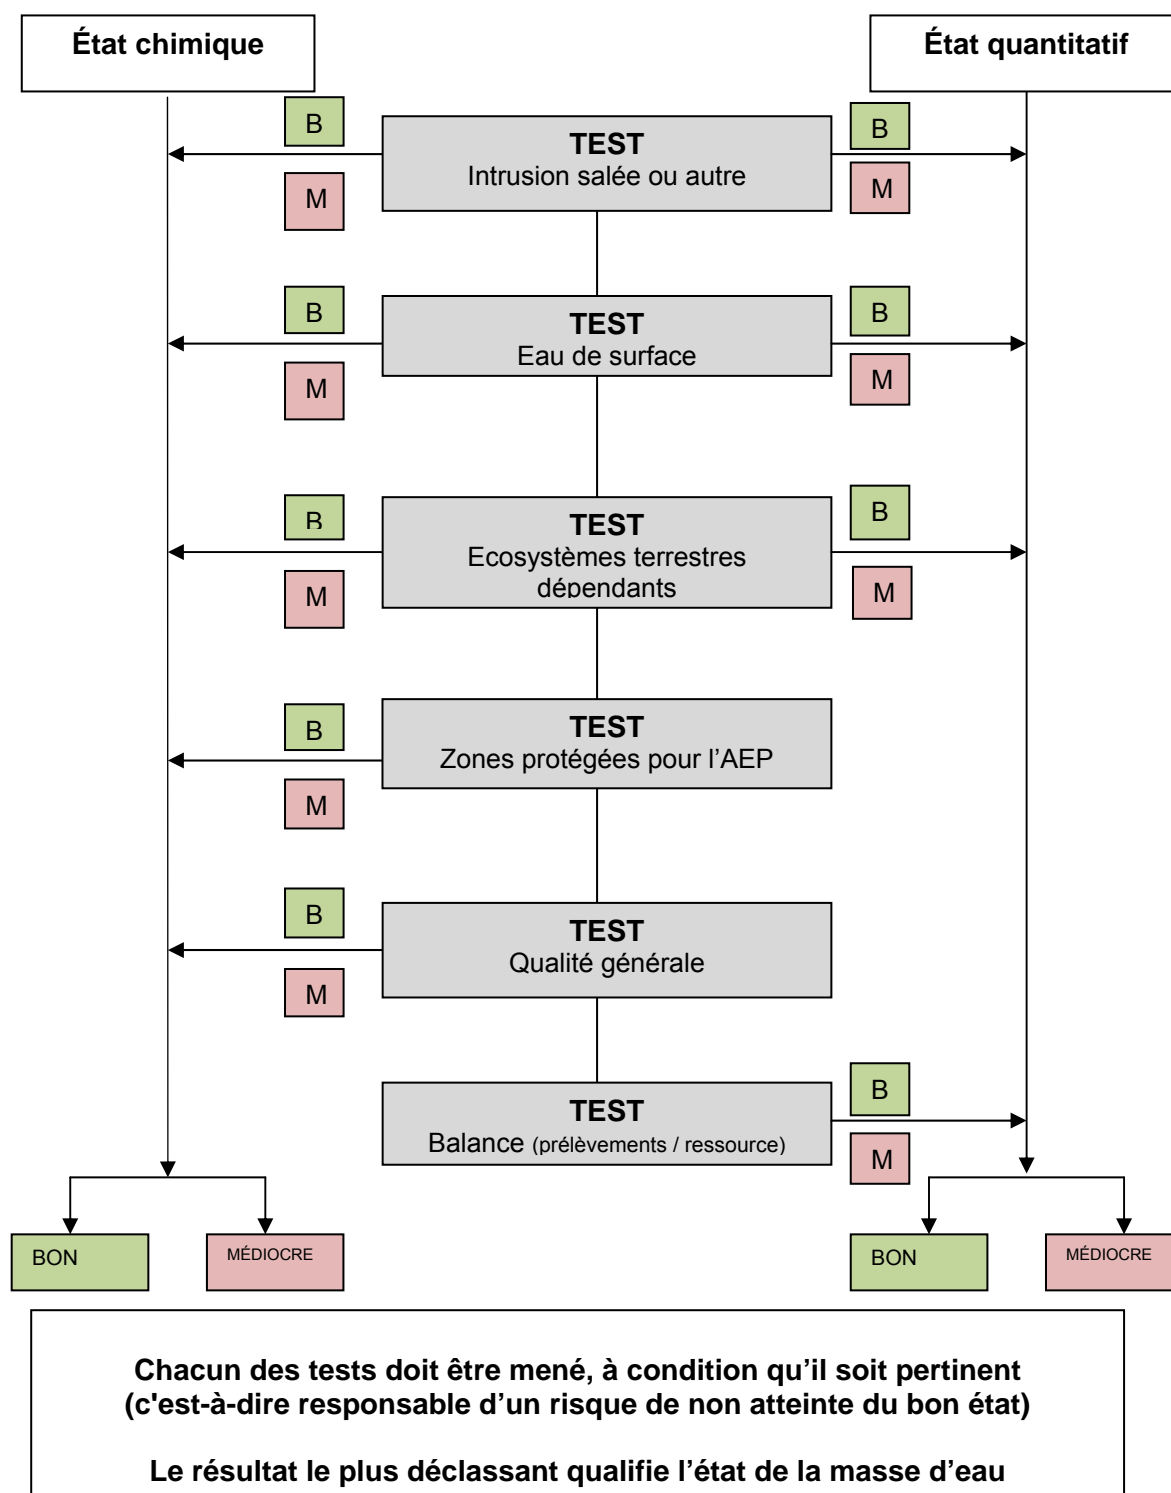 État chimique
État quantitatif
B
B
TEST
Intrusion salée ou autre
M
M
B
B
TEST
Eau de surface
M
M
B
B
TEST
Ecosystèmes terrestres
dépendants
M
M
B
TEST
Zones protégées pour l’AEP
M
B
TEST
Qualité générale
M
B
TEST
Balance (prélèvements / ressource)
M
BON
MÉDIOCRE
BON
MÉDIOCRE
Chacun des tests doit être mené, à condition qu’il soit pertinent
(c'est-à-dire responsable d’un risque de non atteinte du bon état)
Le résultat le plus déclassant qualifie l’état de la masse d’eau